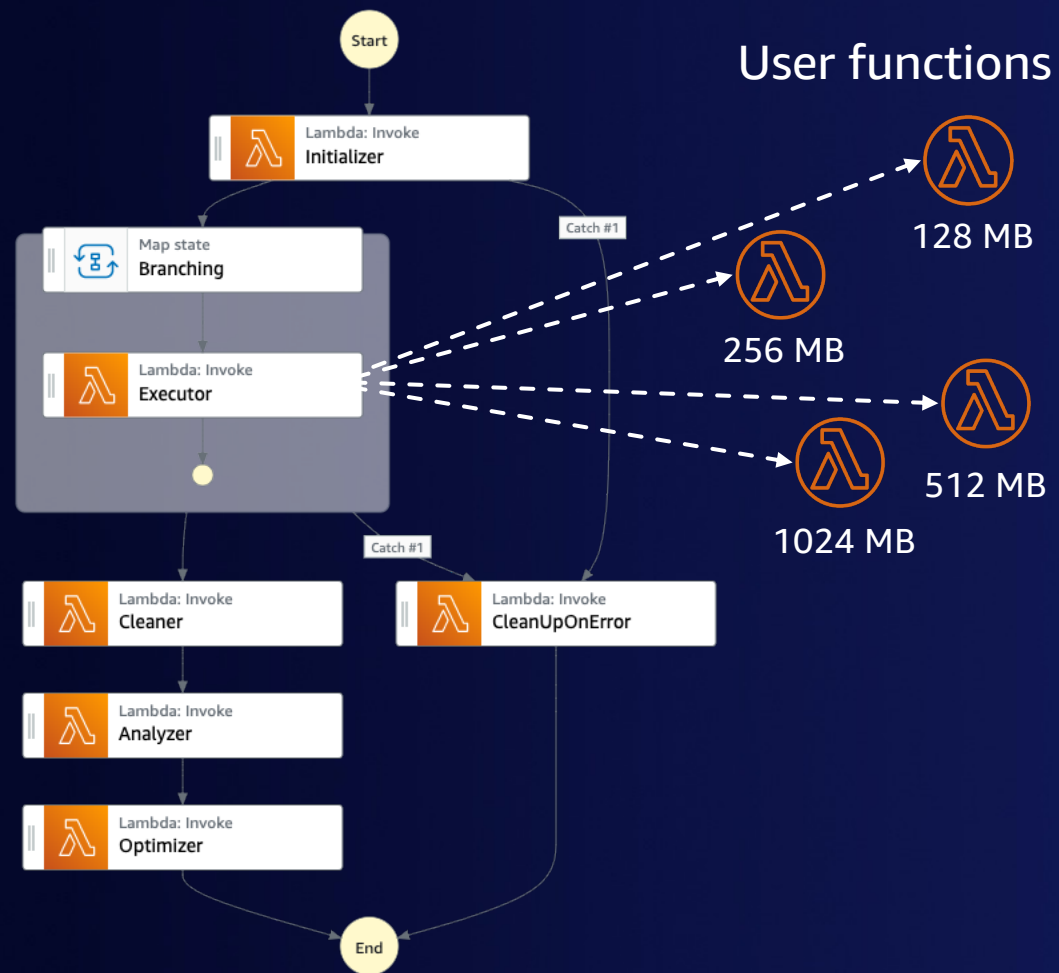 Start
User functions
Lambda: Invoke
Initializer
128 MB
Catch #1
Map state
Branching
256 MB
Lambda: Invoke
Executor
512 MB
1024 MB
Catch #1
Lambda: Invoke
Cleaner
Lambda: Invoke
CleanUpOnError
Lambda: Invoke
Analyzer
Lambda: Invoke
Optimizer
End